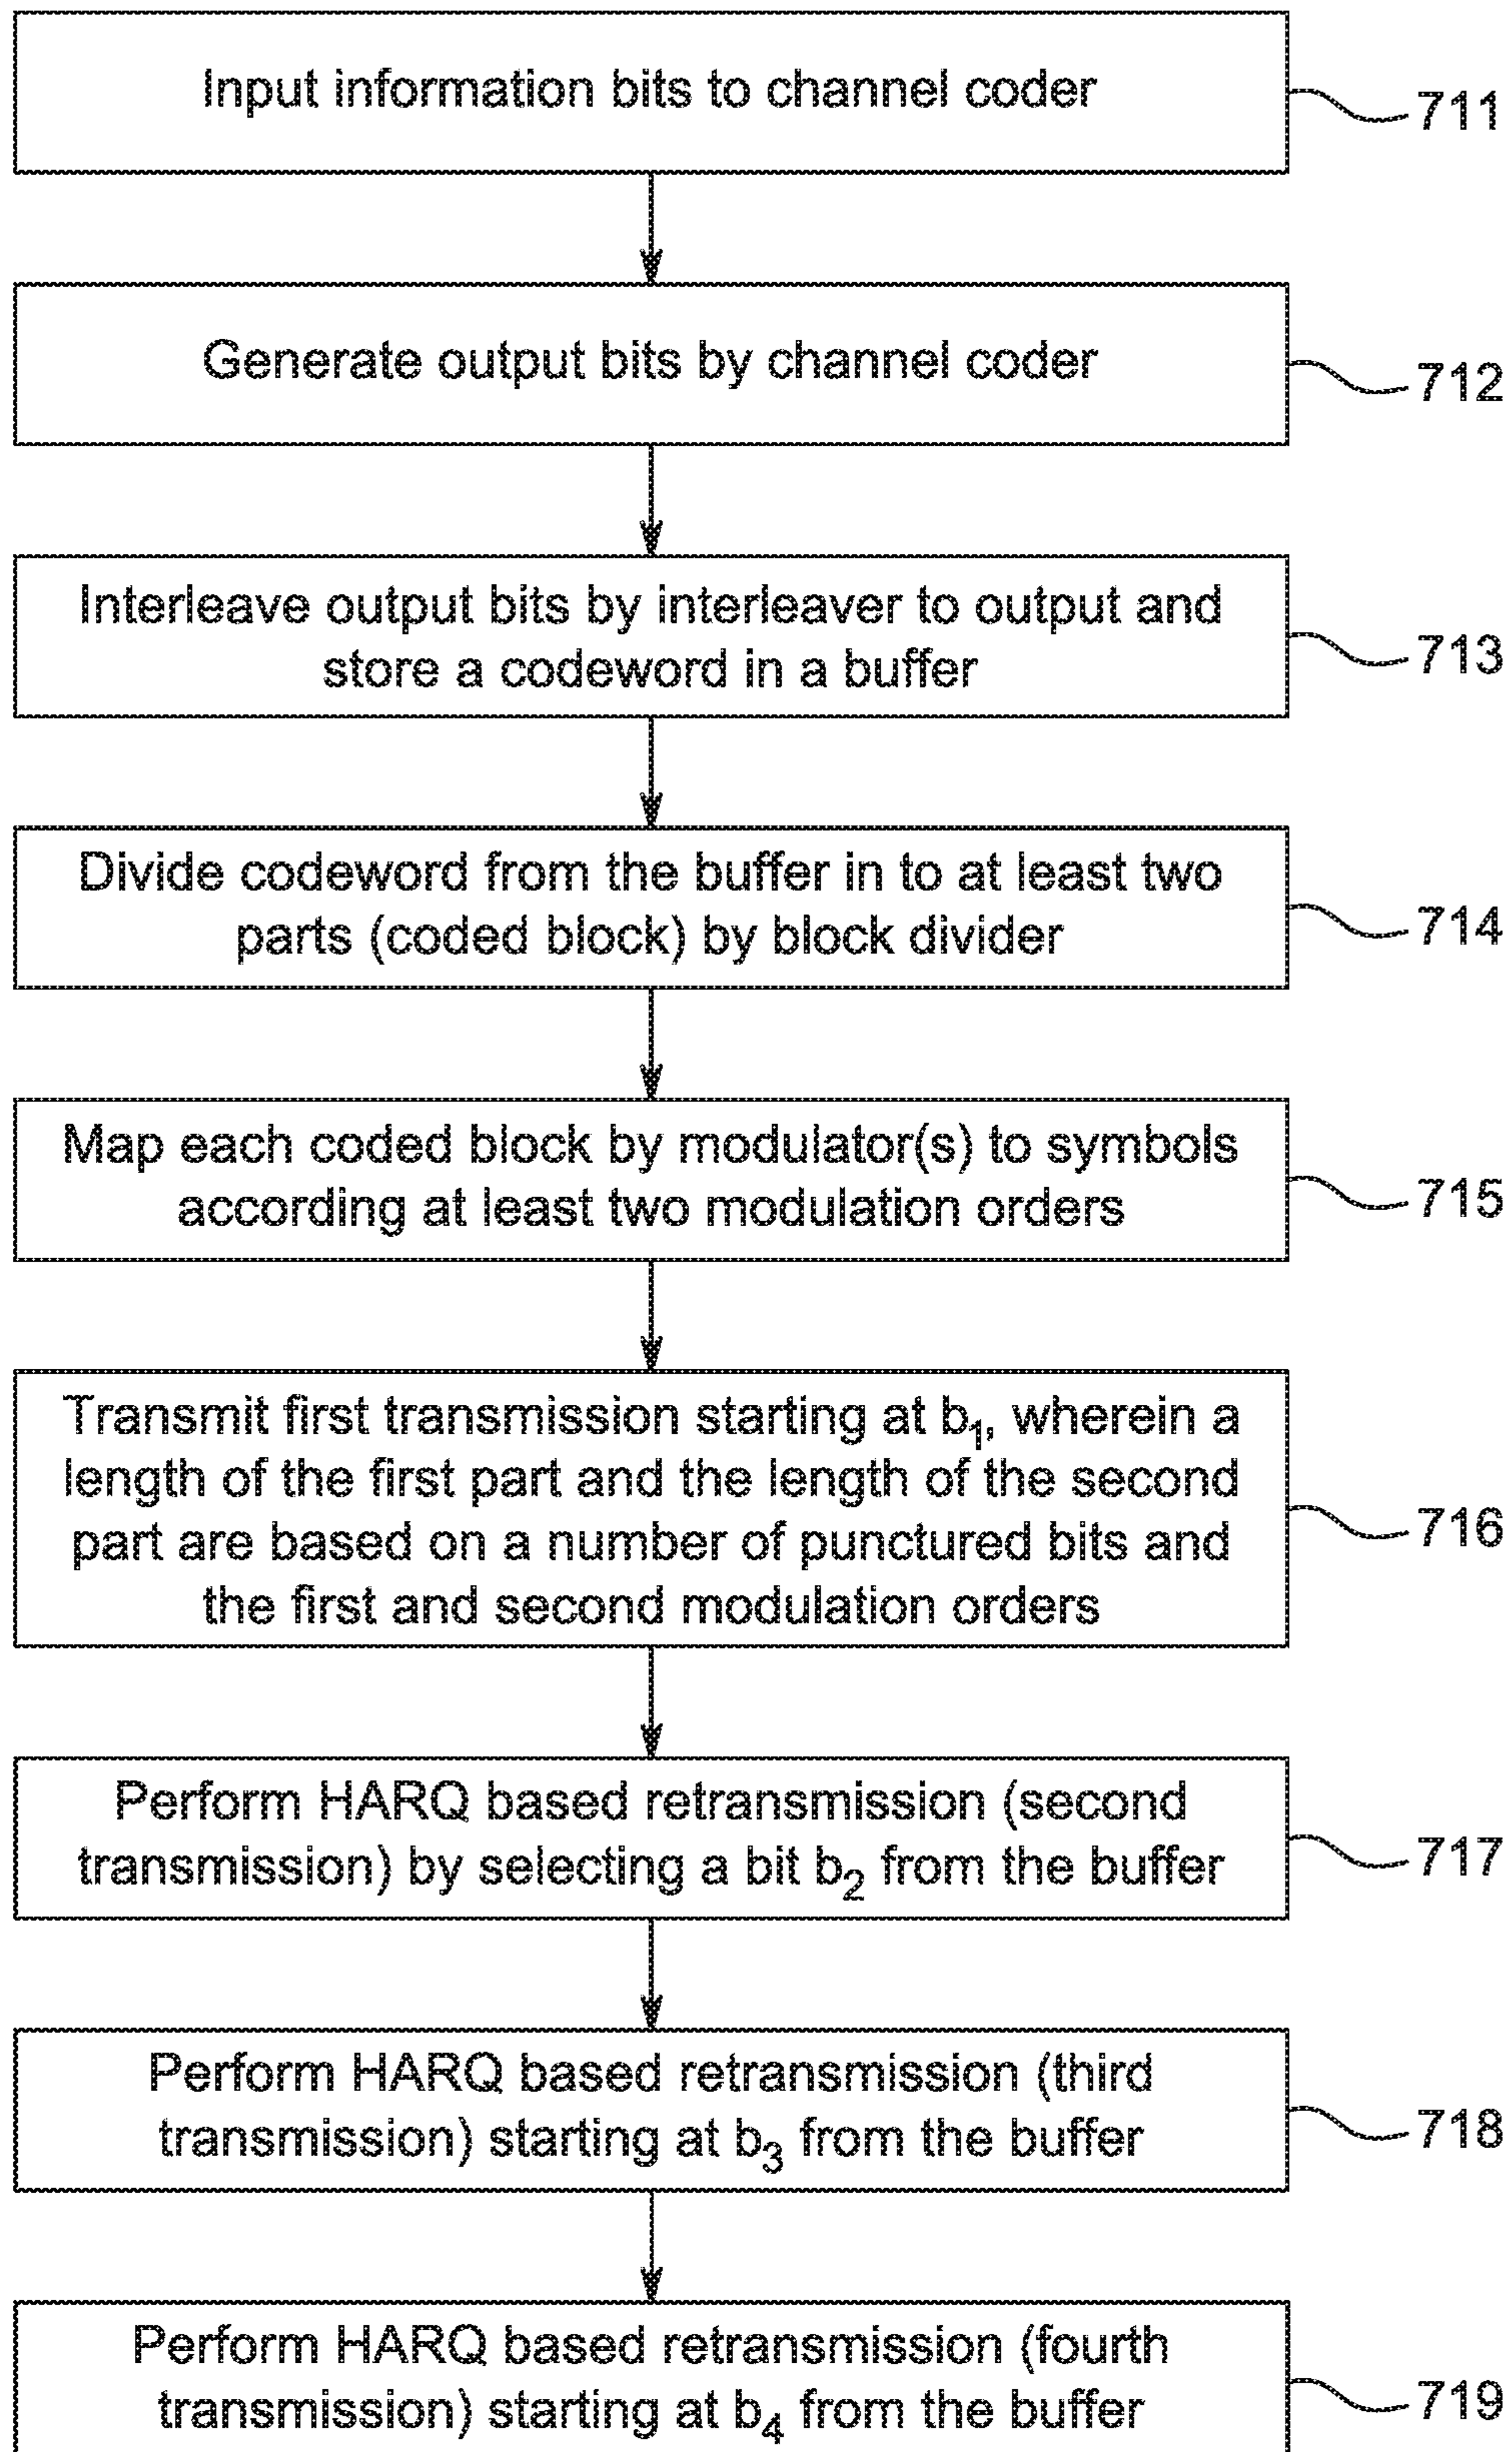 Input information bits to channel coder
711
Generate output bits by channel coder
712
Interleave output bits by interleaver to output and
store a codeword in a buffer
713
Divide codeword from the buffer in to at least two
parts (coded block) by block divider
714
Map each coded block by modulator(s) to symbols
according at least two modulation orders
715
Transmit first transmission starting at b₁, wherein a
length of the first part and the length of the second
part are based on a number of punctured bits and
the first and second modulation orders
716
Perform HARQ based retransmission (second
transmission) by selecting a bit b₂ from the buffer
717
Perform HARQ based retransmission (third
transmission) starting at b₃ from the buffer
718
Perform HARQ based retransmission (fourth
transmission) starting at b₄ from the buffer
719